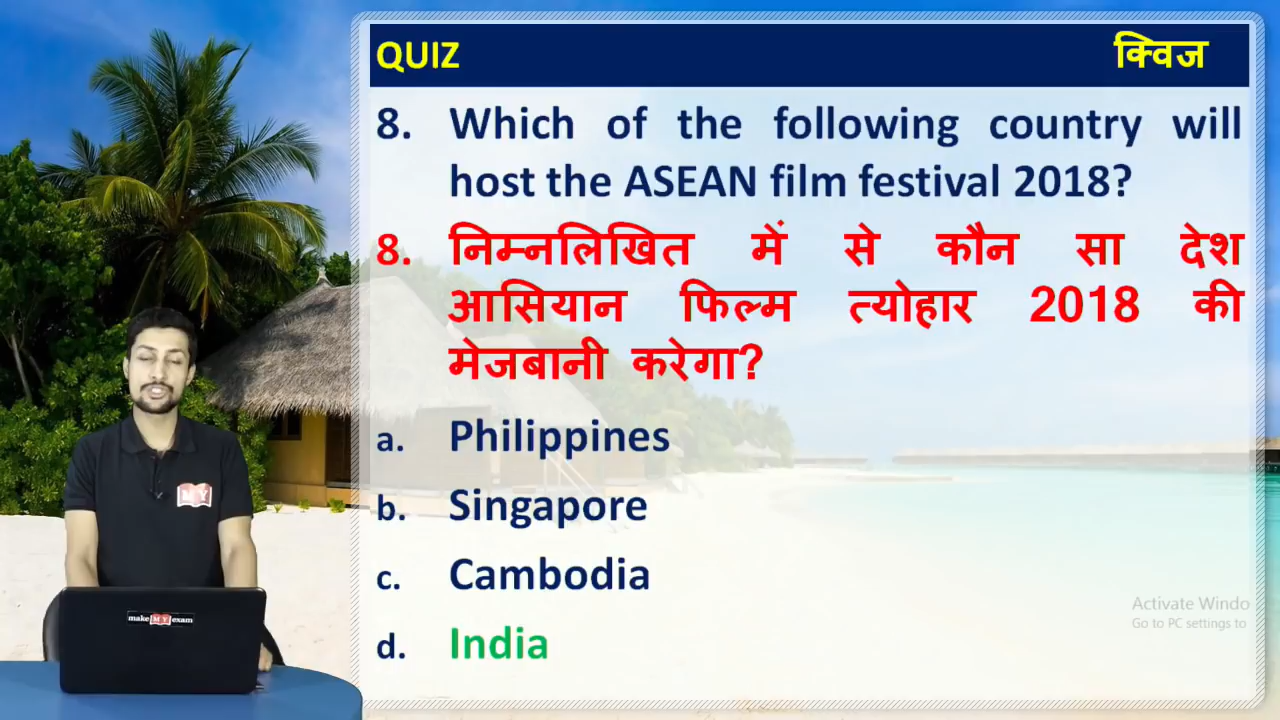 QUIZ क्विज
8. Which of the following country will
host the ASEAN film festival 2018?
8. निम्नलिखित में से कौन सा देश
आसियान फिल्म त्योहार 2018 की
मेजबानी करेगा?
a. Philippines
b. Singapore
c. Cambodia
d. India
M Y
make MY exam
Activate Windo
Go to PC settings to